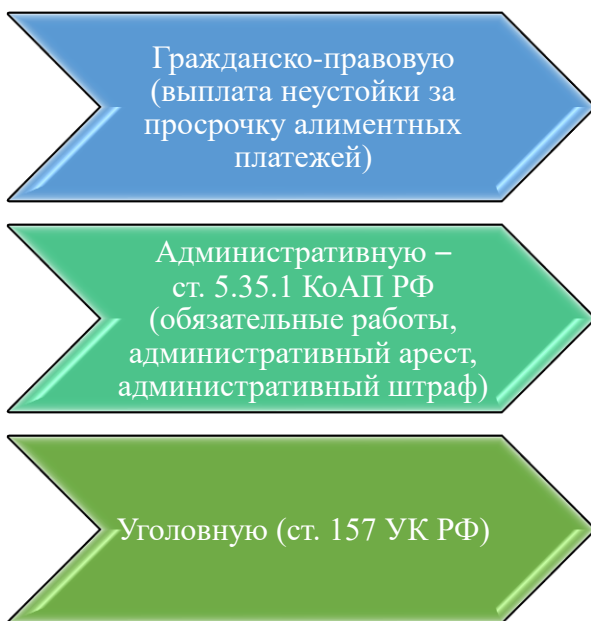 Гражданско-правовую
(выплата неустойки за
просрочку алиментных
платежей)
Административную –
ст. 5.35.1 КоАП РФ
(обязательные работы,
административный арест,
административный штраф)
Уголовную (ст. 157 УК РФ)